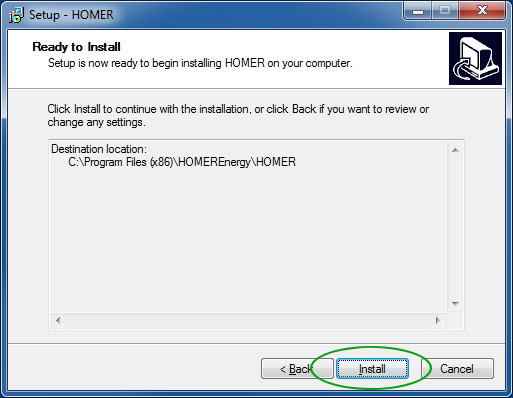 Setup - HOMER
Ready to Install
Setup is now ready to begin installing HOMER on your computer.
Click Install to continue with the installation, or click Back if you want to review or
change any settings.
Destination location:
C:\Program Files (x86)\HOMEREnergy\HOMER
< Back
Install
Cancel